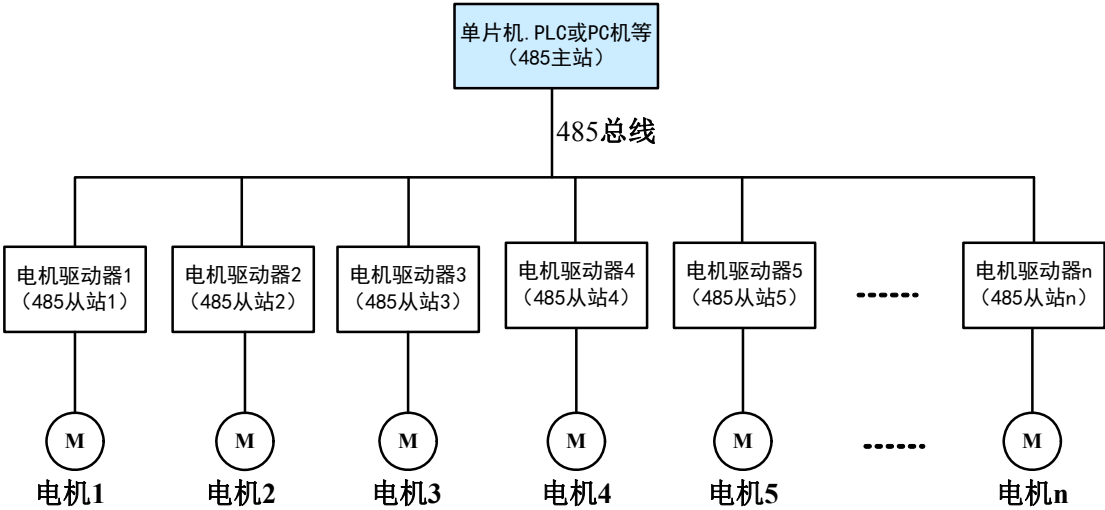 单片机.PLC或PC机等
（485主站）
485总线
电机驱动器1
（485从站1）
电机驱动器2
（485从站2）
电机驱动器3
（485从站3）
电机驱动器4
（485从站4）
电机驱动器5
（485从站5）
电机驱动器n
（485从站n）
M
M
M
M
M
M
电机1
电机2
电机3
电机4
电机5
电机n